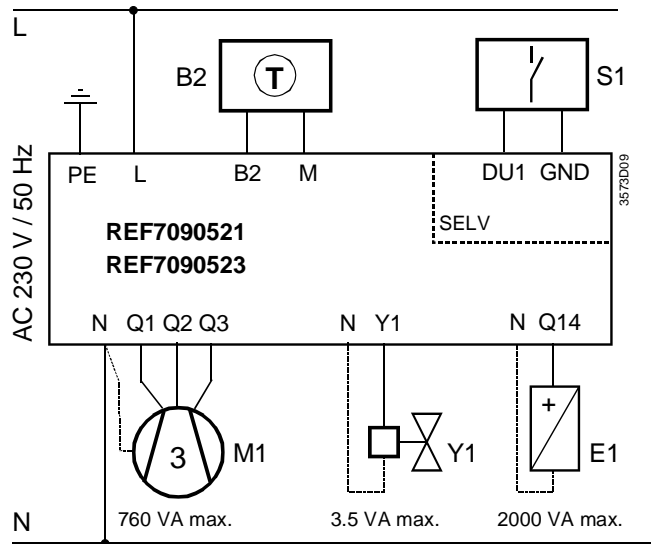 L
B2 T S1
PE L B2 M DU1 GND
3573D09
SELV
REF7090521
REF7090523
AC 230 V / 50 Hz
N Q1 Q2 Q3 N Y1 N Q14
3 M1 Y1 + E1
N 760 VA max. 3.5 VA max. 2000 VA max.